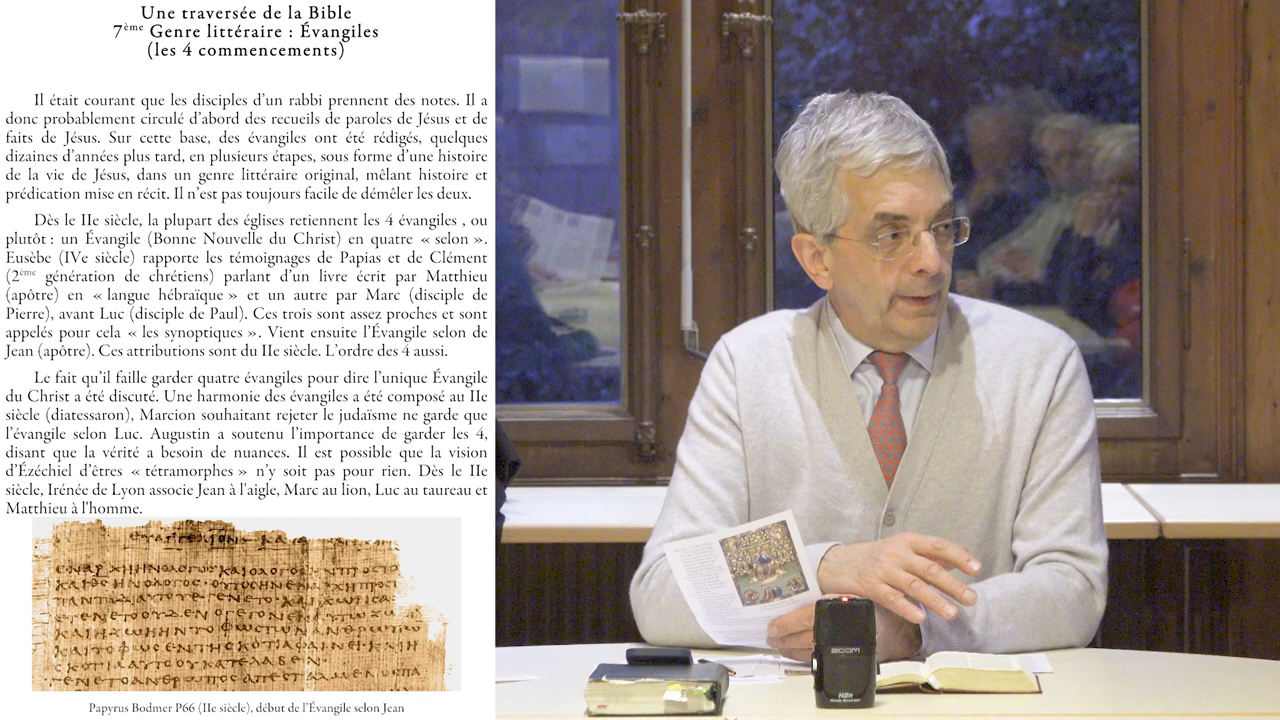 Une traversée de la Bible
7ème Genre littéraire : Évangiles
(les 4 commencements)
Il était courant que les disciples d’un rabbi prennent des notes. Il a
donc probablement circulé d’abord des recueils de paroles de Jésus et de
faits de Jésus. Sur cette base, des évangiles ont été rédigés, quelques
dizaines d’années plus tard, en plusieurs étapes, sous forme d’une histoire
de la vie de Jésus, dans un genre littéraire original, mêlant histoire et
prédication mise en récit. Il n’est pas toujours facile de démêler les deux.
Dès le IIe siècle, la plupart des églises retiennent les 4 évangiles , ou
plutôt : un Évangile (Bonne Nouvelle du Christ) en quatre « selon ».
Eusèbe (IVe siècle) rapporte les témoignages de Papias et de Clément
(2ème génération de chrétiens) parlant d’un livre écrit par Matthieu
(apôtre) en « langue hébraïque » et un autre par Marc (disciple de
Pierre), avant Luc (disciple de Paul). Ces trois sont assez proches et sont
appelés pour cela « les synoptiques ». Vient ensuite l’Évangile selon de
Jean (apôtre). Ces attributions sont du IIe siècle. L’ordre des 4 aussi.
Le fait qu’il faille garder quatre évangiles pour dire l’unique Évangile
du Christ a été discuté. Une harmonie des évangiles a été composé au IIe
siècle (diatessaron), Marcion souhaitant rejeter le judaïsme ne garde que
l’évangile selon Luc. Augustin a soutenu l’importance de garder les 4,
disant que la vérité a besoin de nuances. Il est possible que la vision
d’Ézéchiel d’êtres « tétramorphes » n’y soit pas pour rien. Dès le IIe
siècle, Irénée de Lyon associe Jean à l'aigle, Marc au lion, Luc au taureau et
Matthieu à l'homme.
Papyrus Bodmer P66 (IIe siècle), début de l’Évangile selon Jean
ZOOM
H2n